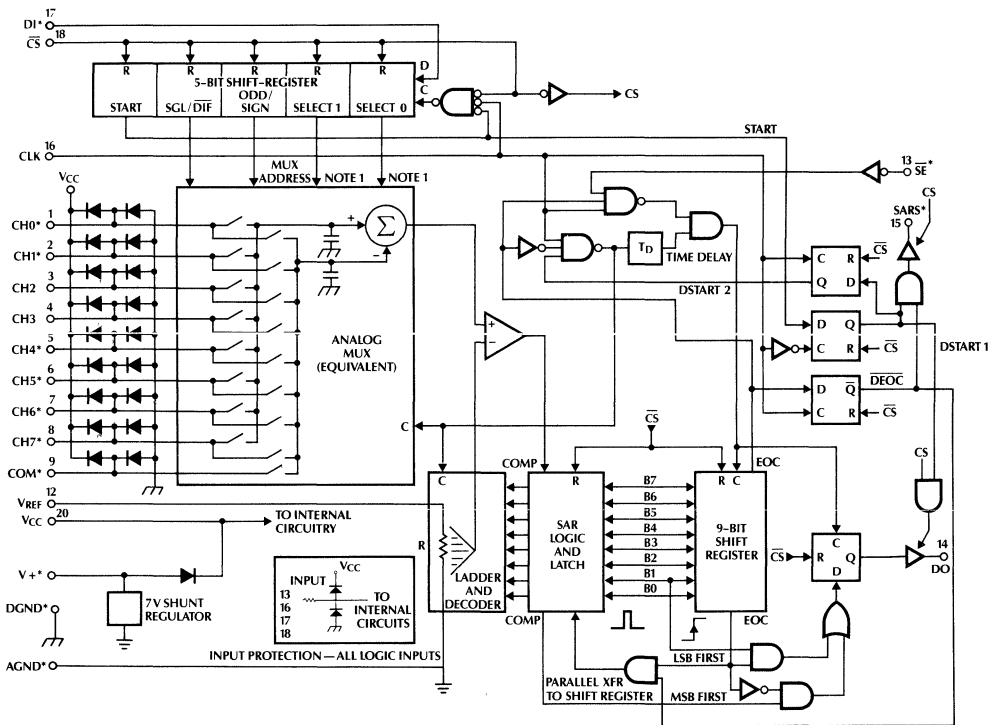 DI* 17
CS 18
R R R R R
5-BIT SHIFT-REGISTER
START SGL/DIF ODD/SIGN SELECT 1 SELECT 0
D
C
CS
START
CLK 16
MUX ADDRESS
NOTE 1 NOTE 1
13 SE*
CS
SARS*
15
VCC
CH0* 1
CH1* 2
CH2 3
CH3 4
CH4* 5
CH5* 6
CH6* 7
CH7* 8
COM* 9
+
Σ
−
ANALOG
MUX
(EQUIVALENT)
C
TD
TIME DELAY
DSTART 2
C R CS
Q D
D Q
C R CS
DSTART 1
D Q DEOC
C R CS
+
−
CS
VREF 12
VCC 20
TO INTERNAL
CIRCUITRY
V+*
7 V SHUNT
REGULATOR
DGND*
AGND*
INPUT
13
16
17
18
VCC
TO
INTERNAL
CIRCUITS
INPUT PROTECTION—ALL LOGIC INPUTS
C
R
LADDER
AND
DECODER
COMP
R
SAR
LOGIC
AND
LATCH
COMP
B7
B6
B5
B4
B3
B2
B1
B0
EOC
R C
9-BIT
SHIFT
REGISTER
EOC
CS
CS
C
R Q
D
14
DO
LSB FIRST
PARALLEL XFR
TO SHIFT REGISTER
MSB FIRST